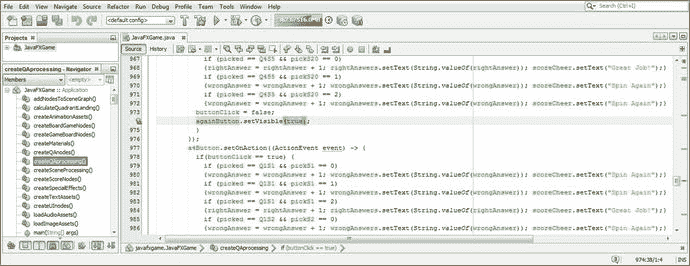 File Edit View Navigate Source Refactor Run Debug Profile Team Tools Window Help
Search (Ctrl+I)
<default config>
Projects
JavaFXGame
createQAprocessing - Navigator
Members
<empty>
JavaFXGame :: Application
addNodesToSceneGraph()
calculateQuadrantLanding()
createAnimationAssets()
createBoardGameNodes()
createGameBoardNodes()
createMaterials()
createQAnodes()
createQAprocessing()
createSceneProcessing()
createSceneNodes()
createSpecialEffects()
createTextAssets()
createUInodes()
loadAudioAssets()
loadImageAssets()
main(String[] args)
JavaFXGame.java
Source History
967 if (picked == Q4S5 && pickS20 == 0)
968 {rightAnswer = rightAnswer + 1; rightAnswers.setText(String.valueOf(rightAnswer)); scoreCheer.setText("Great Job!");}
969 if (picked == Q4S5 && pickS20 == 1)
970 {wrongAnswer = wrongAnswer + 1; wrongAnswers.setText(String.valueOf(wrongAnswer)); scoreCheer.setText("Spin Again");}
971 if (picked == Q4S5 && pickS20 == 2)
972 {wrongAnswer = wrongAnswer + 1; wrongAnswers.setText(String.valueOf(wrongAnswer)); scoreCheer.setText("Spin Again");}
973 buttonClick = false;
againButton.setVisible(true);
975 }
976 });
977 a4Button.setOnAction((ActionEvent event) -> {
978 if(buttonClick == true) {
979 if (picked == Q1S1 && pickS1 == 0)
980 {wrongAnswer = wrongAnswer + 1; wrongAnswers.setText(String.valueOf(wrongAnswer)); scoreCheer.setText("Spin Again");}
981 if (picked == Q1S1 && pickS1 == 1)
982 {wrongAnswer = wrongAnswer + 1; wrongAnswers.setText(String.valueOf(wrongAnswer)); scoreCheer.setText("Spin Again");}
983 if (picked == Q1S1 && pickS1 == 2)
984 {rightAnswer = rightAnswer + 1; rightAnswers.setText(String.valueOf(rightAnswer)); scoreCheer.setText("Great Job!");}
985 if (picked == Q1S2 && pickS2 == 0)
986 {wrongAnswer = wrongAnswer + 1; wrongAnswers.setText(String.valueOf(wrongAnswer)); scoreCheer.setText("Spin Again");}
javafxgame.JavaFXGame createQAprocessing if (buttonClick == true)
974:38/1:4 INS